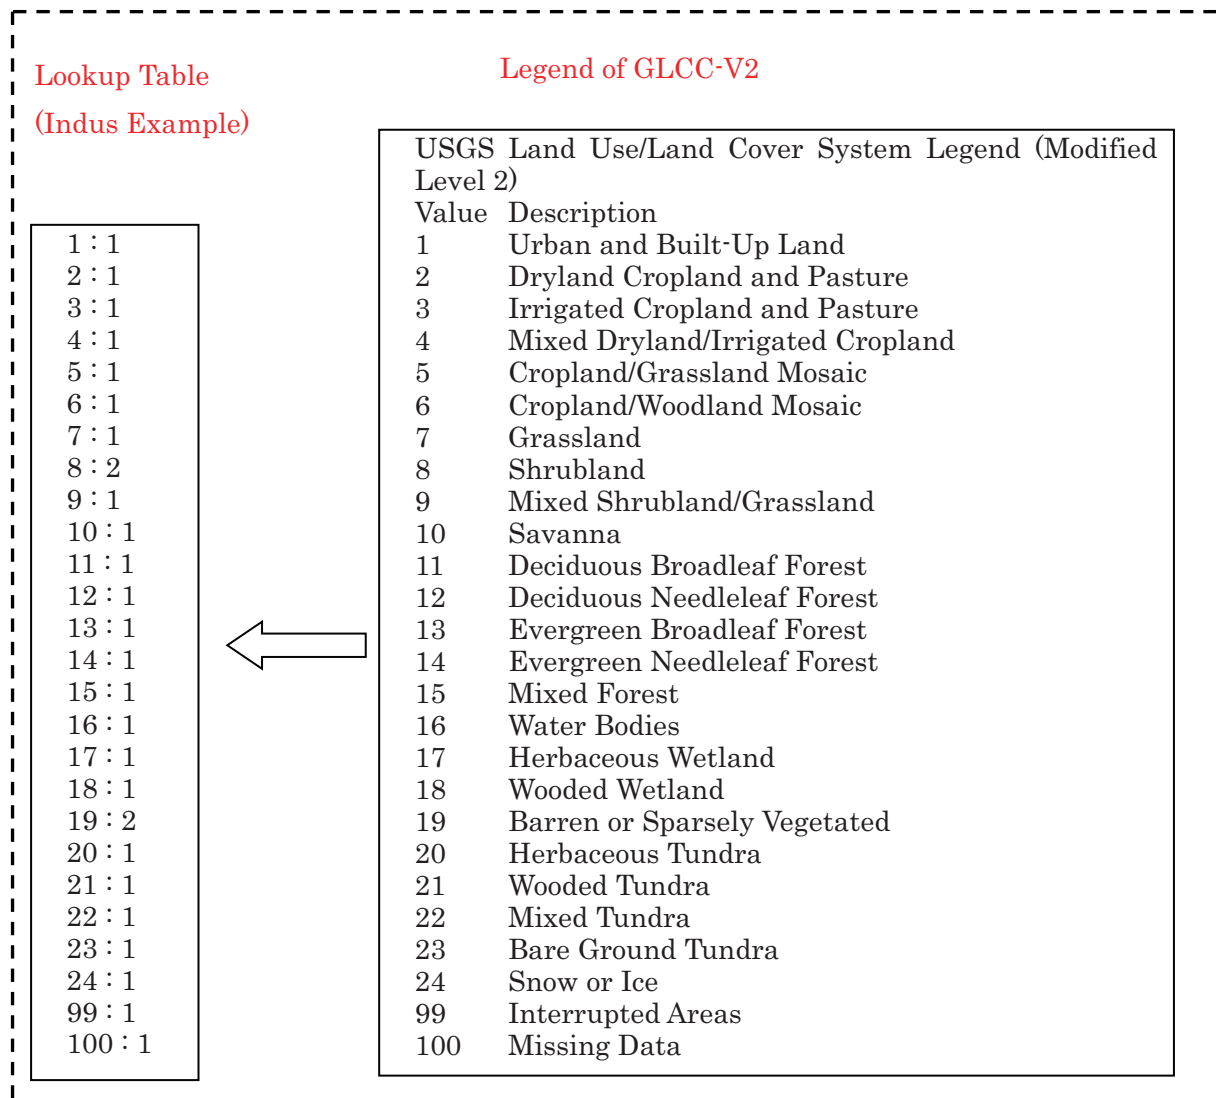 Lookup Table
(Indus Example)
Legend of GLCC-V2
1 : 1
2 : 1
3 : 1
4 : 1
5 : 1
6 : 1
7 : 1
8 : 2
9 : 1
10 : 1
11 : 1
12 : 1
13 : 1
14 : 1
15 : 1
16 : 1
17 : 1
18 : 1
19 : 2
20 : 1
21 : 1
22 : 1
23 : 1
24 : 1
99 : 1
100 : 1
USGS Land Use/Land Cover System Legend (Modified
Level 2)
Value Description
1 Urban and Built-Up Land
2 Dryland Cropland and Pasture
3 Irrigated Cropland and Pasture
4 Mixed Dryland/Irrigated Cropland
5 Cropland/Grassland Mosaic
6 Cropland/Woodland Mosaic
7 Grassland
8 Shrubland
9 Mixed Shrubland/Grassland
10 Savanna
11 Deciduous Broadleaf Forest
12 Deciduous Needleleaf Forest
13 Evergreen Broadleaf Forest
14 Evergreen Needleleaf Forest
15 Mixed Forest
16 Water Bodies
17 Herbaceous Wetland
18 Wooded Wetland
19 Barren or Sparsely Vegetated
20 Herbaceous Tundra
21 Wooded Tundra
22 Mixed Tundra
23 Bare Ground Tundra
24 Snow or Ice
99 Interrupted Areas
100 Missing Data